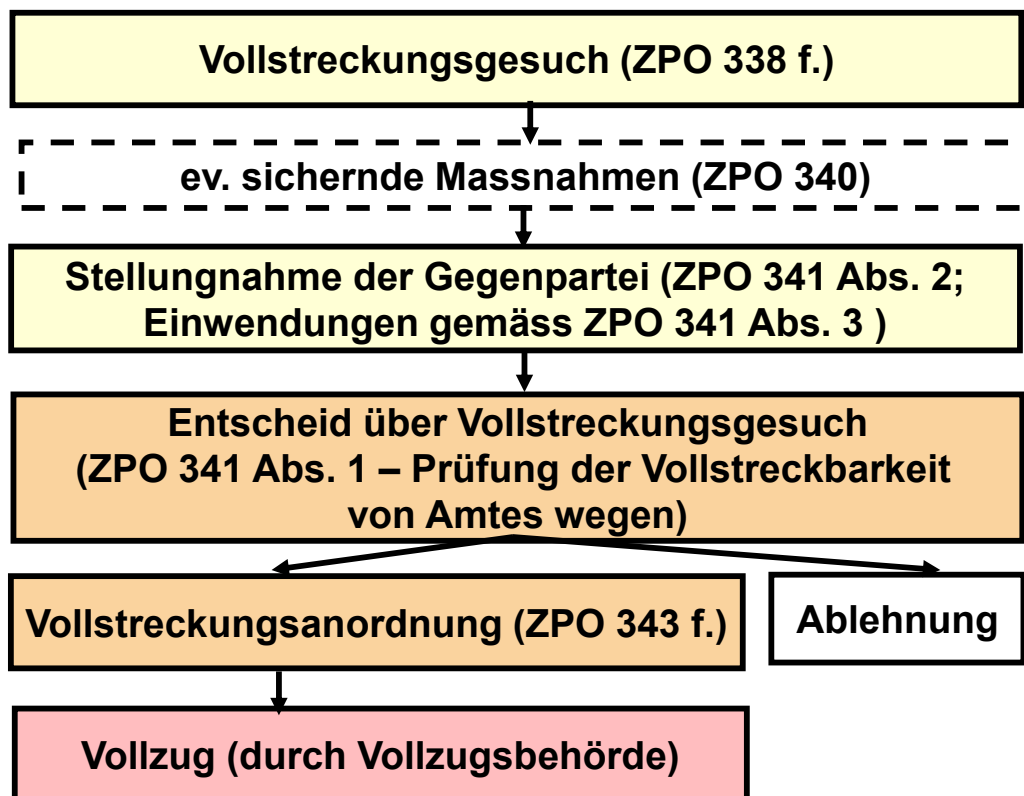 Vollstreckungsgesuch (ZPO 338 f.)
ev. sichernde Massnahmen (ZPO 340)
Stellungnahme der Gegenpartei (ZPO 341 Abs. 2;
Einwendungen gemäss ZPO 341 Abs. 3 )
Entscheid über Vollstreckungsgesuch
(ZPO 341 Abs. 1 – Prüfung der Vollstreckbarkeit
von Amtes wegen)
Vollstreckungsanordnung (ZPO 343 f.)
Ablehnung
Vollzug (durch Vollzugsbehörde)